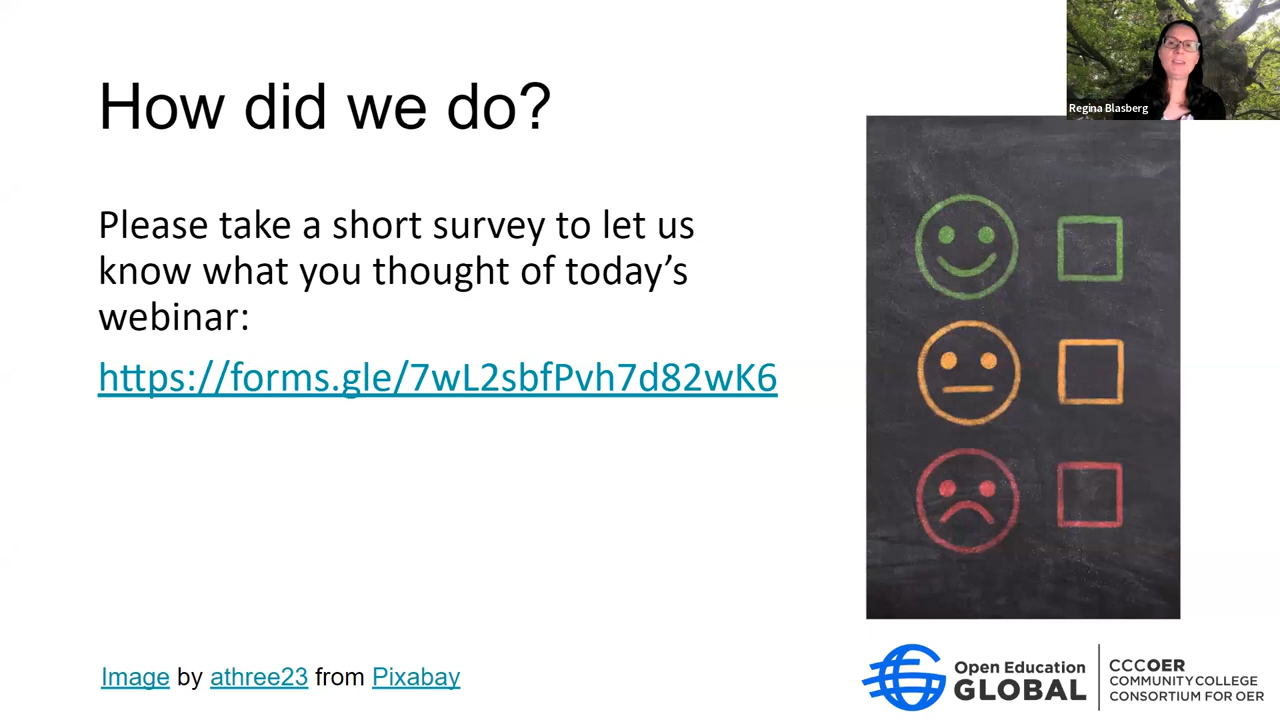 Regina Blasberg
How did we do?
Please take a short survey to let us
know what you thought of today's
webinar:
https://forms.gle/7wL2sbfPvh7d82wK6
Image by athree23 from Pixabay
Open Education
GLOBAL
CCCOER
COMMUNITY COLLEGE
CONSORTIUM FOR OER